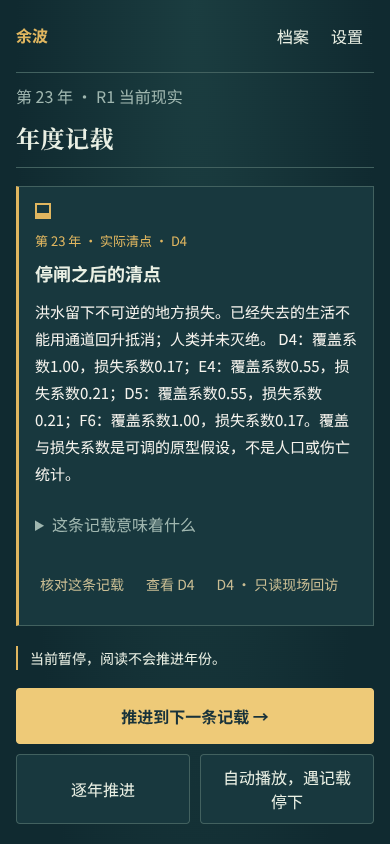 余波
档案 设置
第 23 年 · R1 当前现实
年度记载
第 23 年 · 实际清点 · D4
停闸之后的清点
洪水留下不可逆的地方损失。已经失去的生活不
能用通道回升抵消；人类并未灭绝。 D4：覆盖系
数1.00，损失系数0.17；E4：覆盖系数0.55，损
失系数0.21；D5：覆盖系数0.55，损失系数
0.21；F6：覆盖系数1.00，损失系数0.17。覆盖
与损失系数是可调的原型假设，不是人口或伤亡
统计。
▶ 这条记载意味着什么
核对这条记载 查看 D4 D4 · 只读现场回访
当前暂停，阅读不会推进年份。
推进到下一条记载 →
逐年推进
自动播放，遇记载
停下